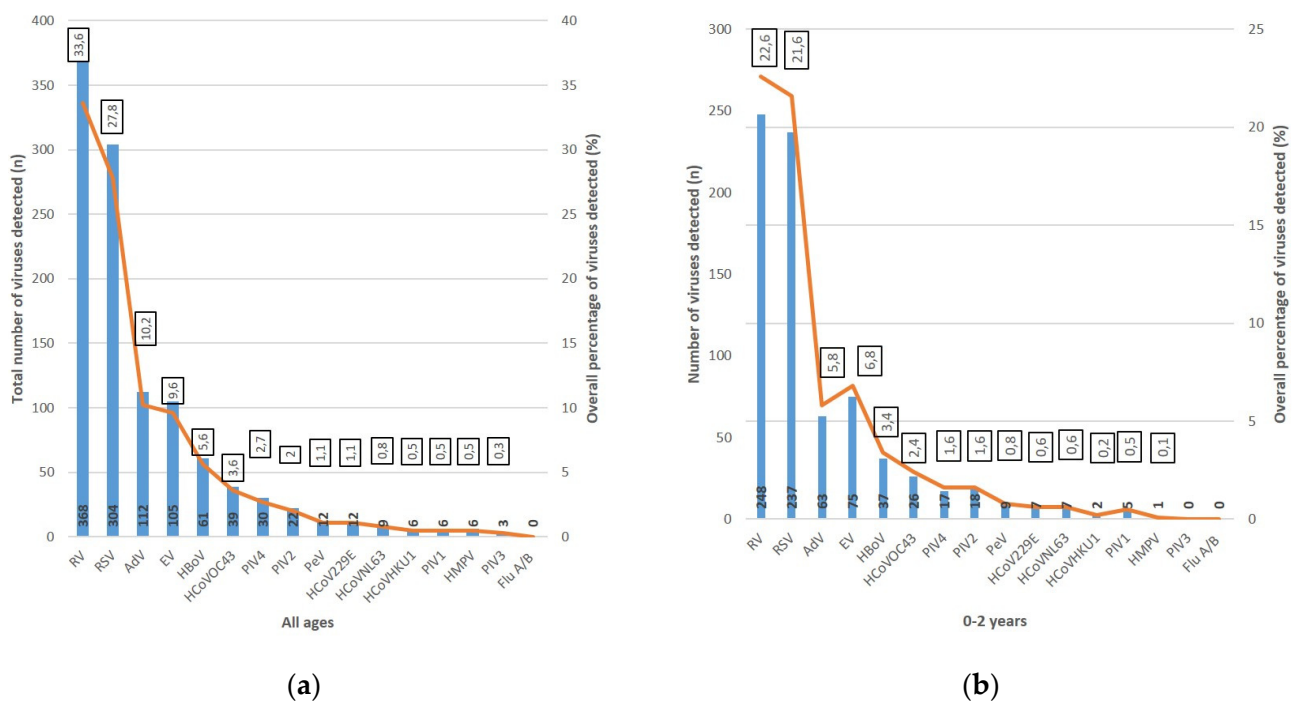 400
350
300
250
200
150
100
50
0
Total number of viruses detected (n)
33,6
27,8
10,2
9,6
5,6
3,6
2,7
2
1,1
1,1
0,8
0,5
0,5
0,5
0,3
368
304
112
105
61
39
30
22
12
12
9
6
6
6
3
0
40
35
30
25
20
15
10
5
0
Overall percentage of viruses detected (%)
RV
RSV
AdV
EV
HBoV
HCoVOC43
PIV4
PIV2
PeV
HCoV229E
HCoVNL63
HCoVHKU1
PIV1
HMPV
PIV3
Flu A/B
All ages
(a)
300
250
200
150
100
50
0
Number of viruses detected (n)
22,6
21,6
5,8
6,8
3,4
2,4
1,6
1,6
0,8
0,6
0,6
0,2
0,5
0,1
248
237
63
75
37
26
17
18
9
7
7
2
5
1
0
0
25
20
15
10
5
0
Overall percentage of viruses detected (%)
RV
RSV
AdV
EV
HBoV
HCoVOC43
PIV4
PIV2
PeV
HCoV229E
HCoVNL63
HCoVHKU1
PIV1
HMPV
PIV3
Flu A/B
0-2 years
(b)